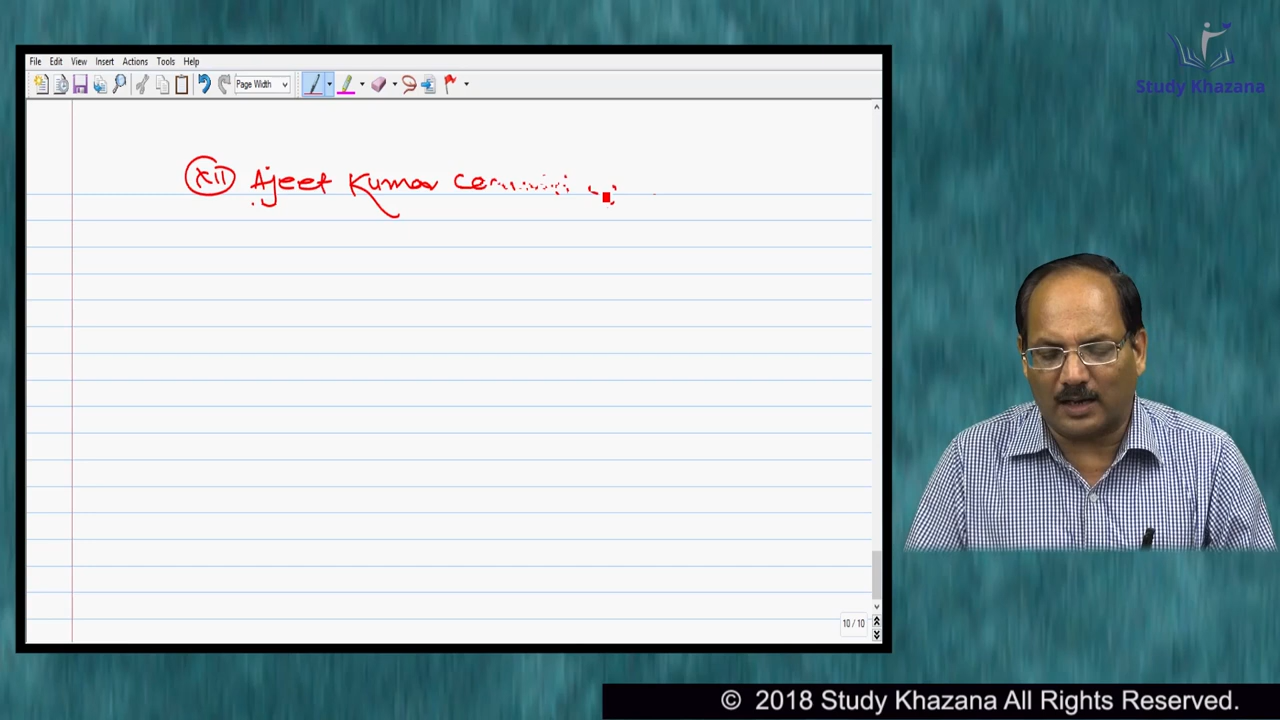 Study Khazana
File Edit View Insert Actions Tools Help
Page Width
XII Ajeet Kumar
10 / 10
© 2018 Study Khazana All Rights Reserved.